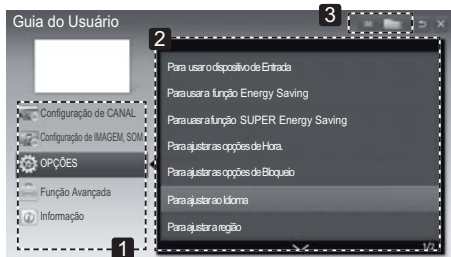 Guia do Usuário
3
2
Configuração de CANAL
Configuração de IMAGEM, SOM
OPÇÕES
Função Avançada
Informação
1
Para usar o dispositivo de Entrada
Para usar a função Energy Saving
Para uasr a função SUPER Energy Saving
Para ajustar as opções de Hora.
Para ajustar as opções de Bloqueio
Para ajustar ao Idioma
Para ajustar a região
1/2